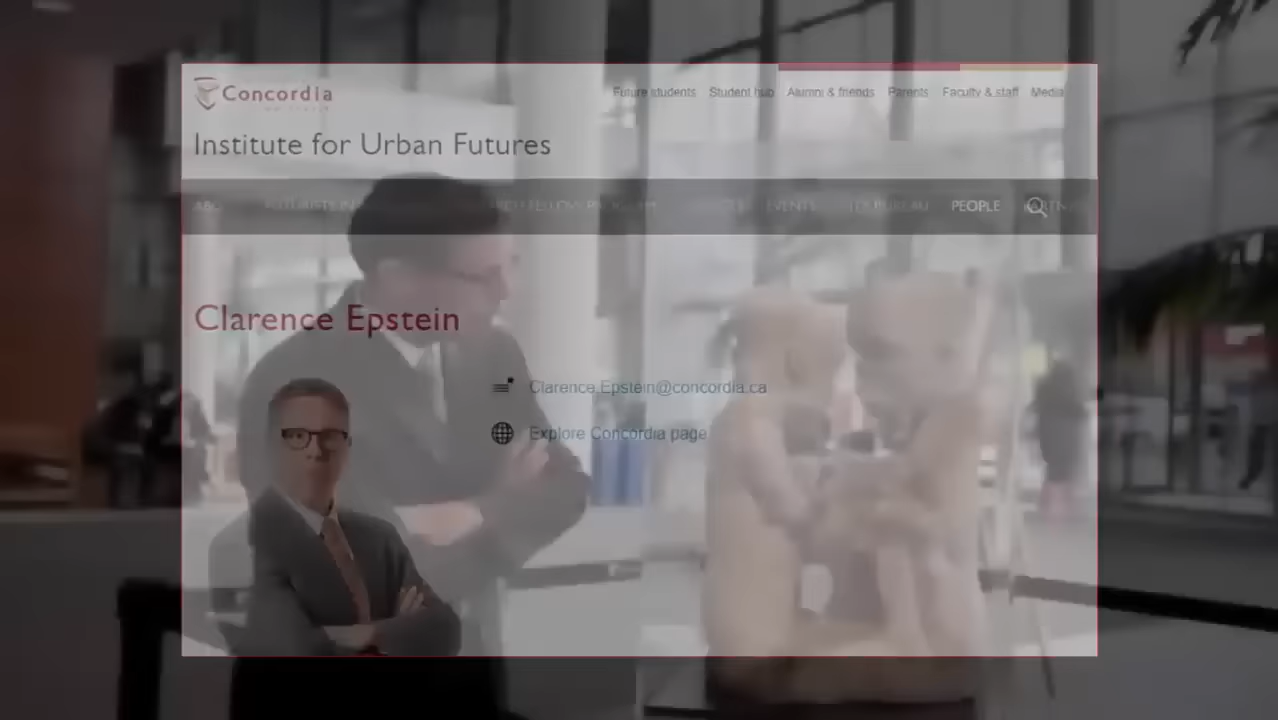 Concordia
Future students Student hub Alumni & friends Parents Faculty & staff Media
Institute for Urban Futures
EVENTS PEOPLE
Clarence Epstein
Clarence.Epstein@concordia.ca
Explore Concordia page